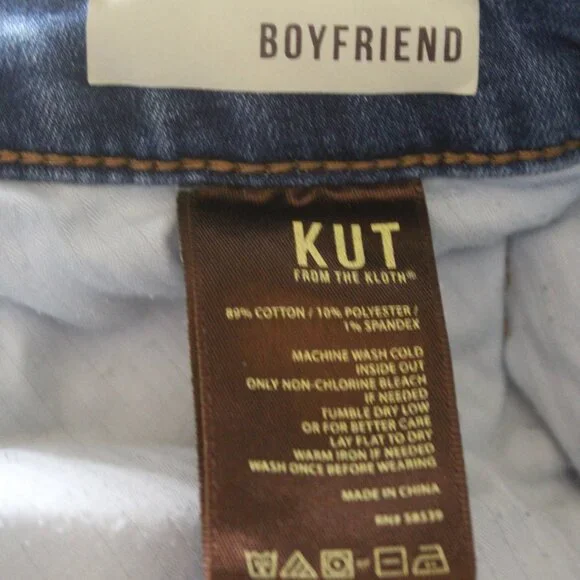 BOYFRIEND
KUT
FROM THE KLOTH®
89% COTTON / 10% POLYESTER /
1% SPANDEX
MACHINE WASH COLD
INSIDE OUT
ONLY NON-CHLORINE BLEACH
IF NEEDED
TUMBLE DRY LOW
OR FOR BETTER CARE
LAY FLAT TO DRY
WARM IRON IF NEEDED
WASH ONCE BEFORE WEARING
MADE IN CHINA
RN# 58539